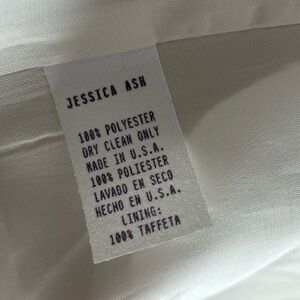 JESSICA ASH
100% POLYESTER
DRY CLEAN ONLY
MADE IN U.S.A.
100% POLIESTER
LAVADO EN SECO
HECHO EN U.S.A.
LINING:
100% TAFFETA